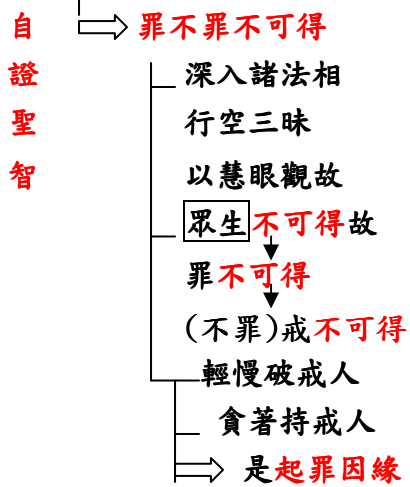 自證聖智
罪不罪不可得
深入諸法相
行空三昧
以慧眼觀故
眾生不可得故
罪不可得
(不罪)戒不可得
輕慢破戒人
貪著持戒人
是起罪因緣